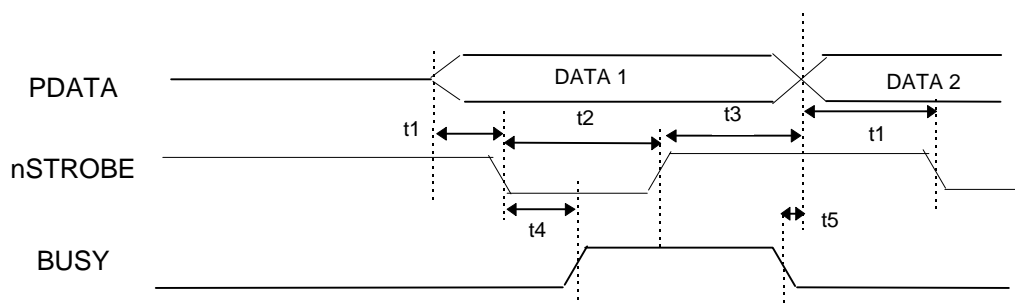 PDATA
DATA 1
DATA 2
t1
t2
t3
t1
nSTROBE
t4
t5
BUSY